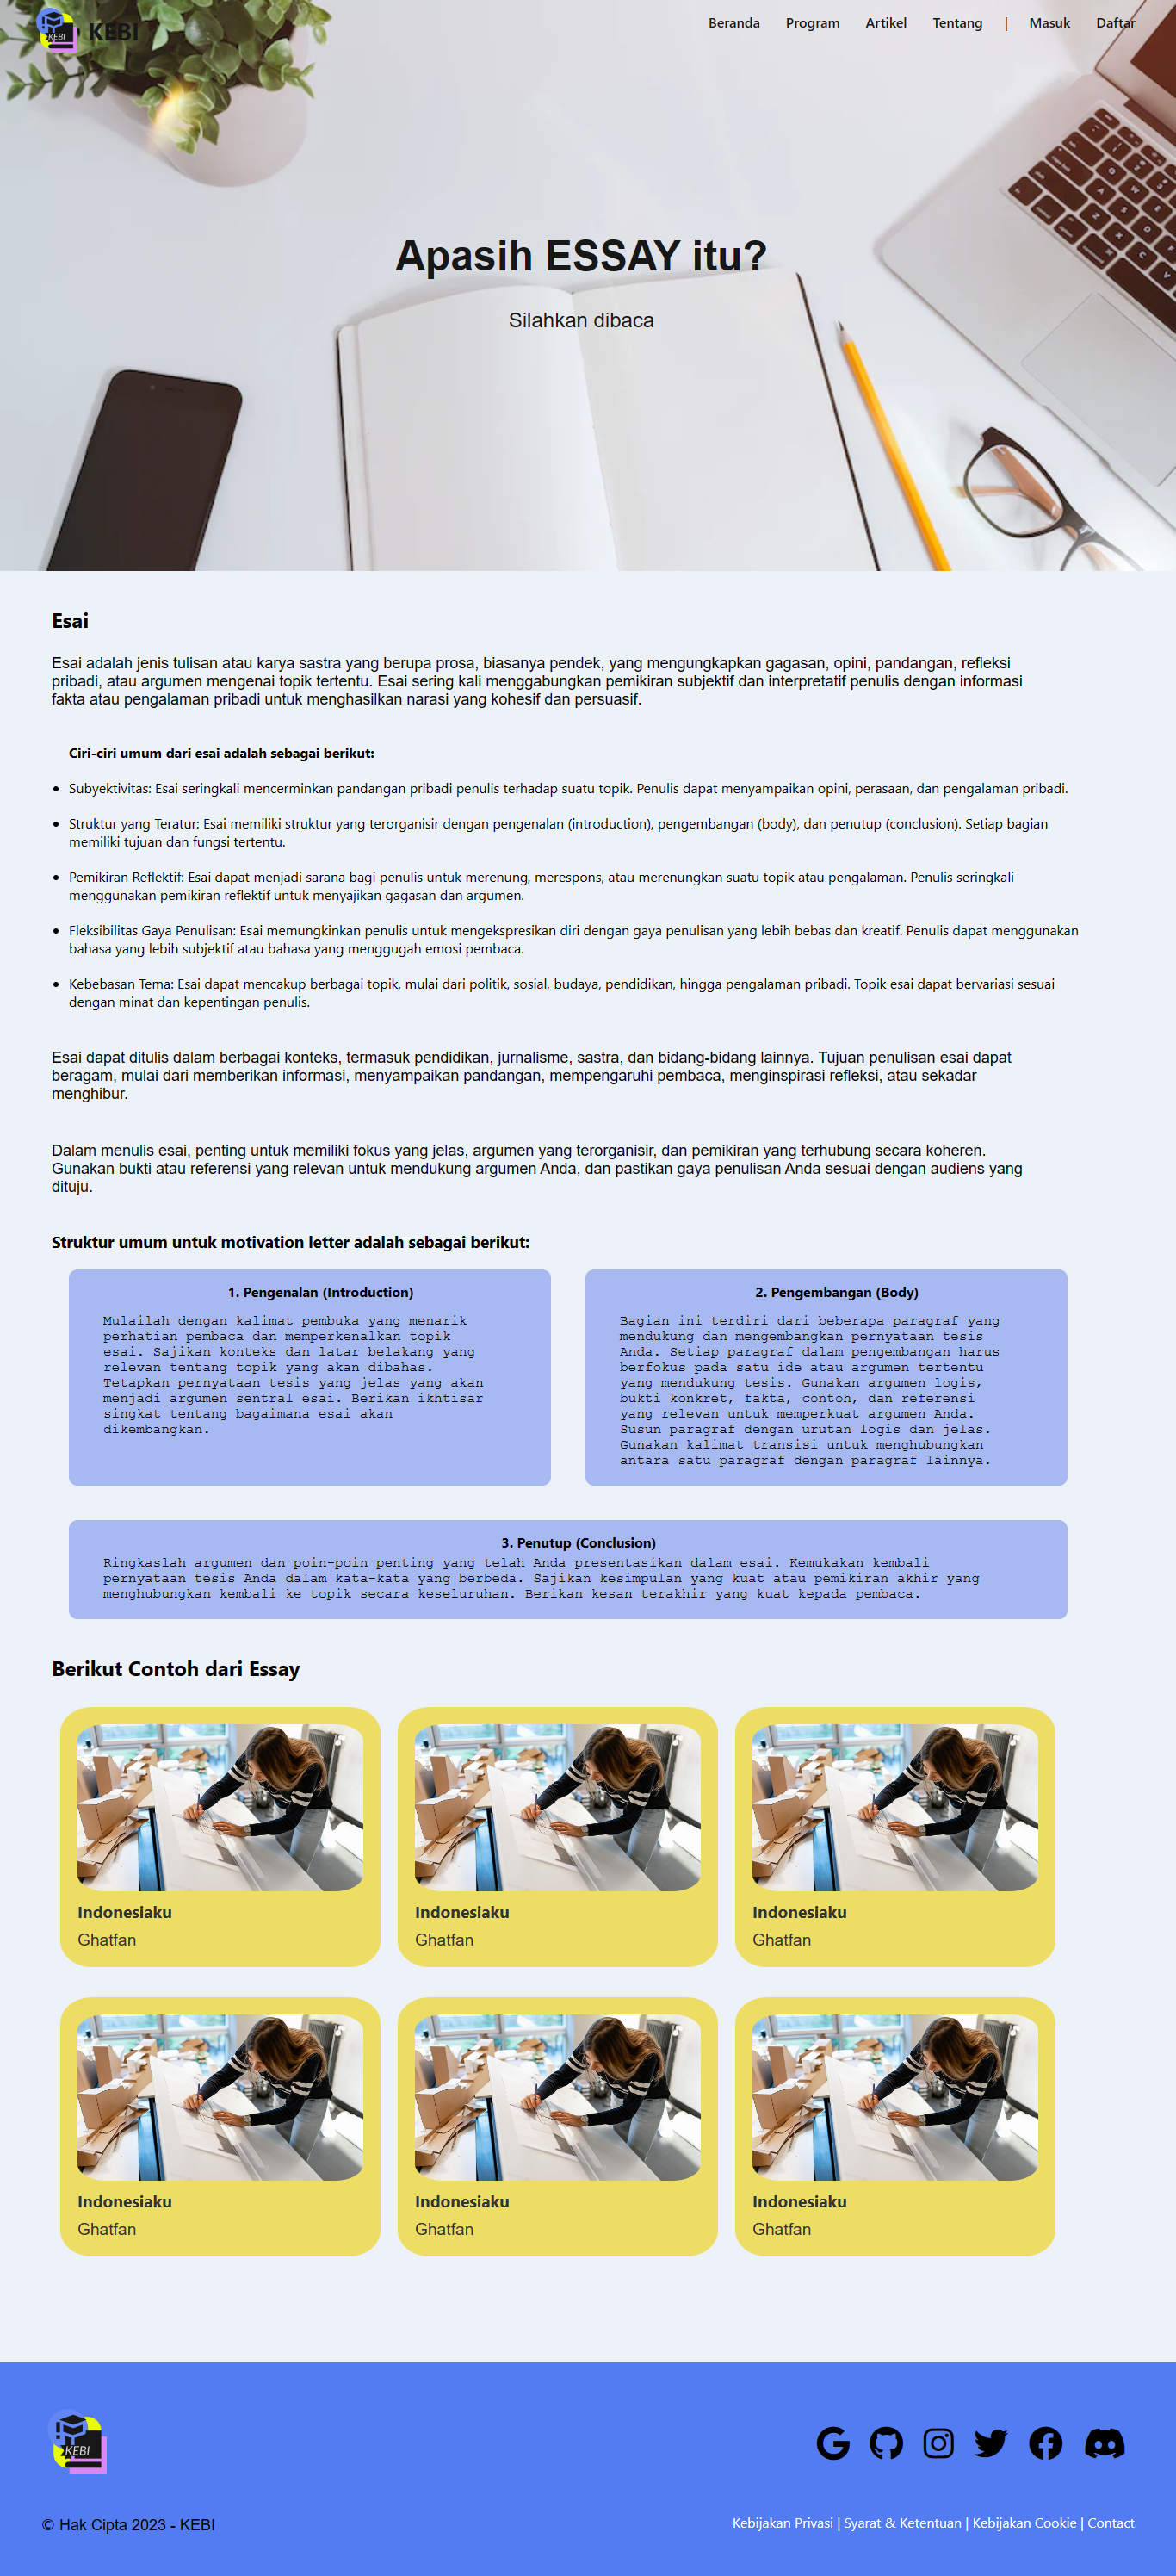 KEBI KEBI
Beranda Program Artikel Tentang | Masuk Daftar
Apasih ESSAY itu?
Silahkan dibaca
Esai
Esai adalah jenis tulisan atau karya sastra yang berupa prosa, biasanya pendek, yang mengungkapkan gagasan, opini, pandangan, refleksi
pribadi, atau argumen mengenai topik tertentu. Esai sering kali menggabungkan pemikiran subjektif dan interpretatif penulis dengan informasi
fakta atau pengalaman pribadi untuk menghasilkan narasi yang kohesif dan persuasif.
Ciri-ciri umum dari esai adalah sebagai berikut:
• Subyektivitas: Esai seringkali mencerminkan pandangan pribadi penulis terhadap suatu topik. Penulis dapat menyampaikan opini, perasaan, dan pengalaman pribadi.
• Struktur yang Teratur: Esai memiliki struktur yang terorganisir dengan pengenalan (introduction), pengembangan (body), dan penutup (conclusion). Setiap bagian
memiliki tujuan dan fungsi tertentu.
• Pemikiran Reflektif: Esai dapat menjadi sarana bagi penulis untuk merenung, merespons, atau merenungkan suatu topik atau pengalaman. Penulis seringkali
menggunakan pemikiran reflektif untuk menyajikan gagasan dan argumen.
• Fleksibilitas Gaya Penulisan: Esai memungkinkan penulis untuk mengekspresikan diri dengan gaya penulisan yang lebih bebas dan kreatif. Penulis dapat menggunakan
bahasa yang lebih subjektif atau bahasa yang menggugah emosi pembaca.
• Kebebasan Tema: Esai dapat mencakup berbagai topik, mulai dari politik, sosial, budaya, pendidikan, hingga pengalaman pribadi. Topik esai dapat bervariasi sesuai
dengan minat dan kepentingan penulis.
Esai dapat ditulis dalam berbagai konteks, termasuk pendidikan, jurnalisme, sastra, dan bidang-bidang lainnya. Tujuan penulisan esai dapat
beragam, mulai dari memberikan informasi, menyampaikan pandangan, mempengaruhi pembaca, menginspirasi refleksi, atau sekadar
menghibur.
Dalam menulis esai, penting untuk memiliki fokus yang jelas, argumen yang terorganisir, dan pemikiran yang terhubung secara koheren.
Gunakan bukti atau referensi yang relevan untuk mendukung argumen Anda, dan pastikan gaya penulisan Anda sesuai dengan audiens yang
dituju.
Struktur umum untuk motivation letter adalah sebagai berikut:
1. Pengenalan (Introduction)
Mulailah dengan kalimat pembuka yang menarik
perhatian pembaca dan memperkenalkan topik
esai. Sajikan konteks dan latar belakang yang
relevan tentang topik yang akan dibahas.
Tetapkan pernyataan tesis yang jelas yang akan
menjadi argumen sentral esai. Berikan ikhtisar
singkat tentang bagaimana esai akan
dikembangkan.
2. Pengembangan (Body)
Bagian ini terdiri dari beberapa paragraf yang
mendukung dan mengembangkan pernyataan tesis
Anda. Setiap paragraf dalam pengembangan harus
berfokus pada satu ide atau argumen tertentu
yang mendukung tesis. Gunakan argumen logis,
bukti konkret, fakta, contoh, dan referensi
yang relevan untuk memperkuat argumen Anda.
Susun paragraf dengan urutan logis dan jelas.
Gunakan kalimat transisi untuk menghubungkan
antara satu paragraf dengan paragraf lainnya.
3. Penutup (Conclusion)
Ringkaslah argumen dan poin-poin penting yang telah Anda presentasikan dalam esai. Kemukakan kembali
pernyataan tesis Anda dalam kata-kata yang berbeda. Sajikan kesimpulan yang kuat atau pemikiran akhir yang
menghubungkan kembali ke topik secara keseluruhan. Berikan kesan terakhir yang kuat kepada pembaca.
Berikut Contoh dari Essay
Indonesiaku
Ghatfan
Indonesiaku
Ghatfan
Indonesiaku
Ghatfan
Indonesiaku
Ghatfan
Indonesiaku
Ghatfan
Indonesiaku
Ghatfan
KEBI
© Hak Cipta 2023 - KEBI
Kebijakan Privasi | Syarat & Ketentuan | Kebijakan Cookie | Contact